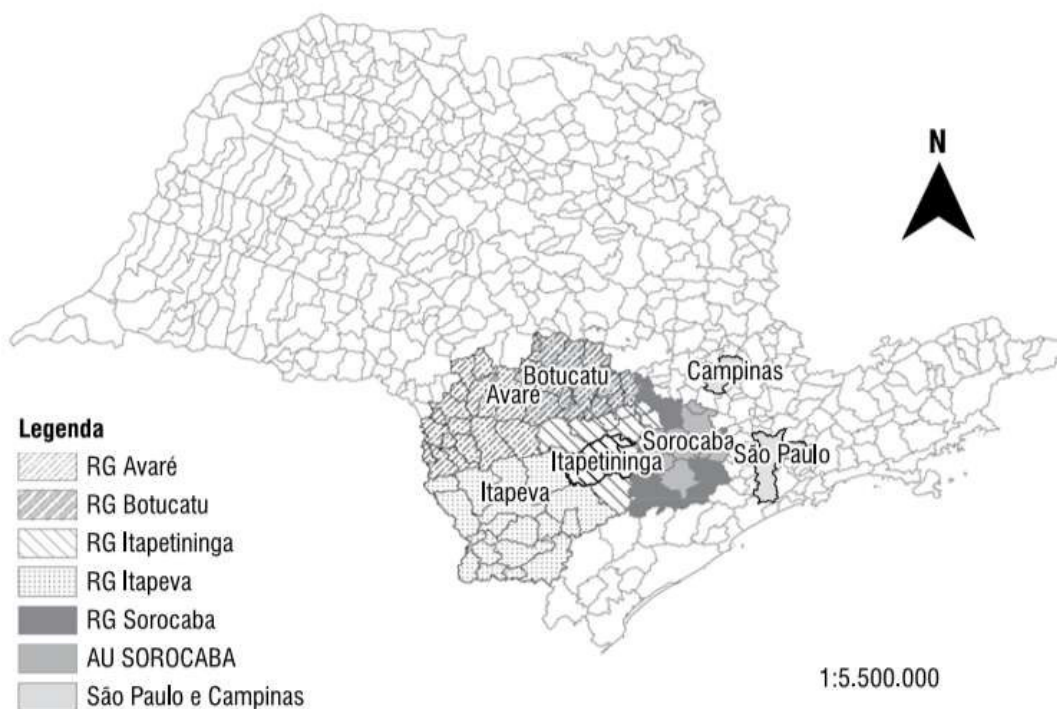 N
Campinas
Botucatu
Avaré
Sorocaba
São Paulo
Itapetininga
Itapeva
Legenda
RG Avaré
RG Botucatu
RG Itapetininga
RG Itapeva
RG Sorocaba
AU SOROCABA
São Paulo e Campinas
1:5.500.000